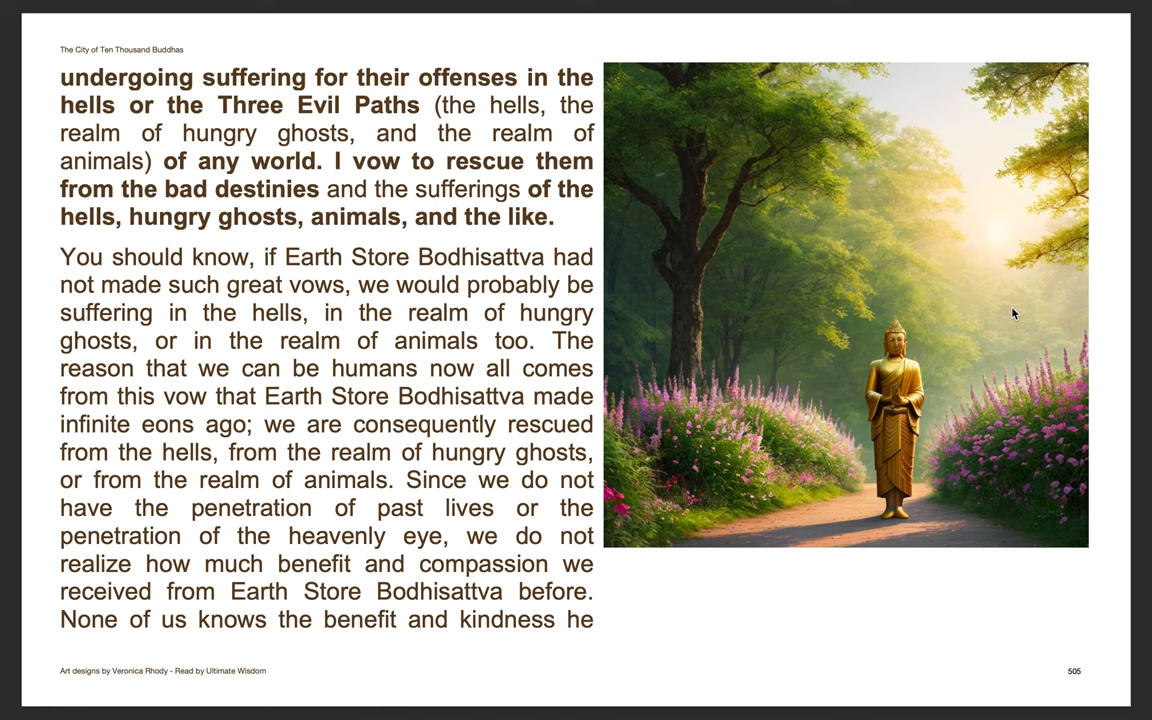 The City of Ten Thousand Buddhas
undergoing suffering for their offenses in the
hells or the Three Evil Paths (the hells, the
realm of hungry ghosts, and the realm of
animals) of any world. I vow to rescue them
from the bad destinies and the sufferings of the
hells, hungry ghosts, animals, and the like.
You should know, if Earth Store Bodhisattva had
not made such great vows, we would probably be
suffering in the hells, in the realm of hungry
ghosts, or in the realm of animals too. The
reason that we can be humans now all comes
from this vow that Earth Store Bodhisattva made
infinite eons ago; we are consequently rescued
from the hells, from the realm of hungry ghosts,
or from the realm of animals. Since we do not
have the penetration of past lives or the
penetration of the heavenly eye, we do not
realize how much benefit and compassion we
received from Earth Store Bodhisattva before.
None of us knows the benefit and kindness he
Art designs by Veronica Rhody - Read by Ultimate Wisdom
505